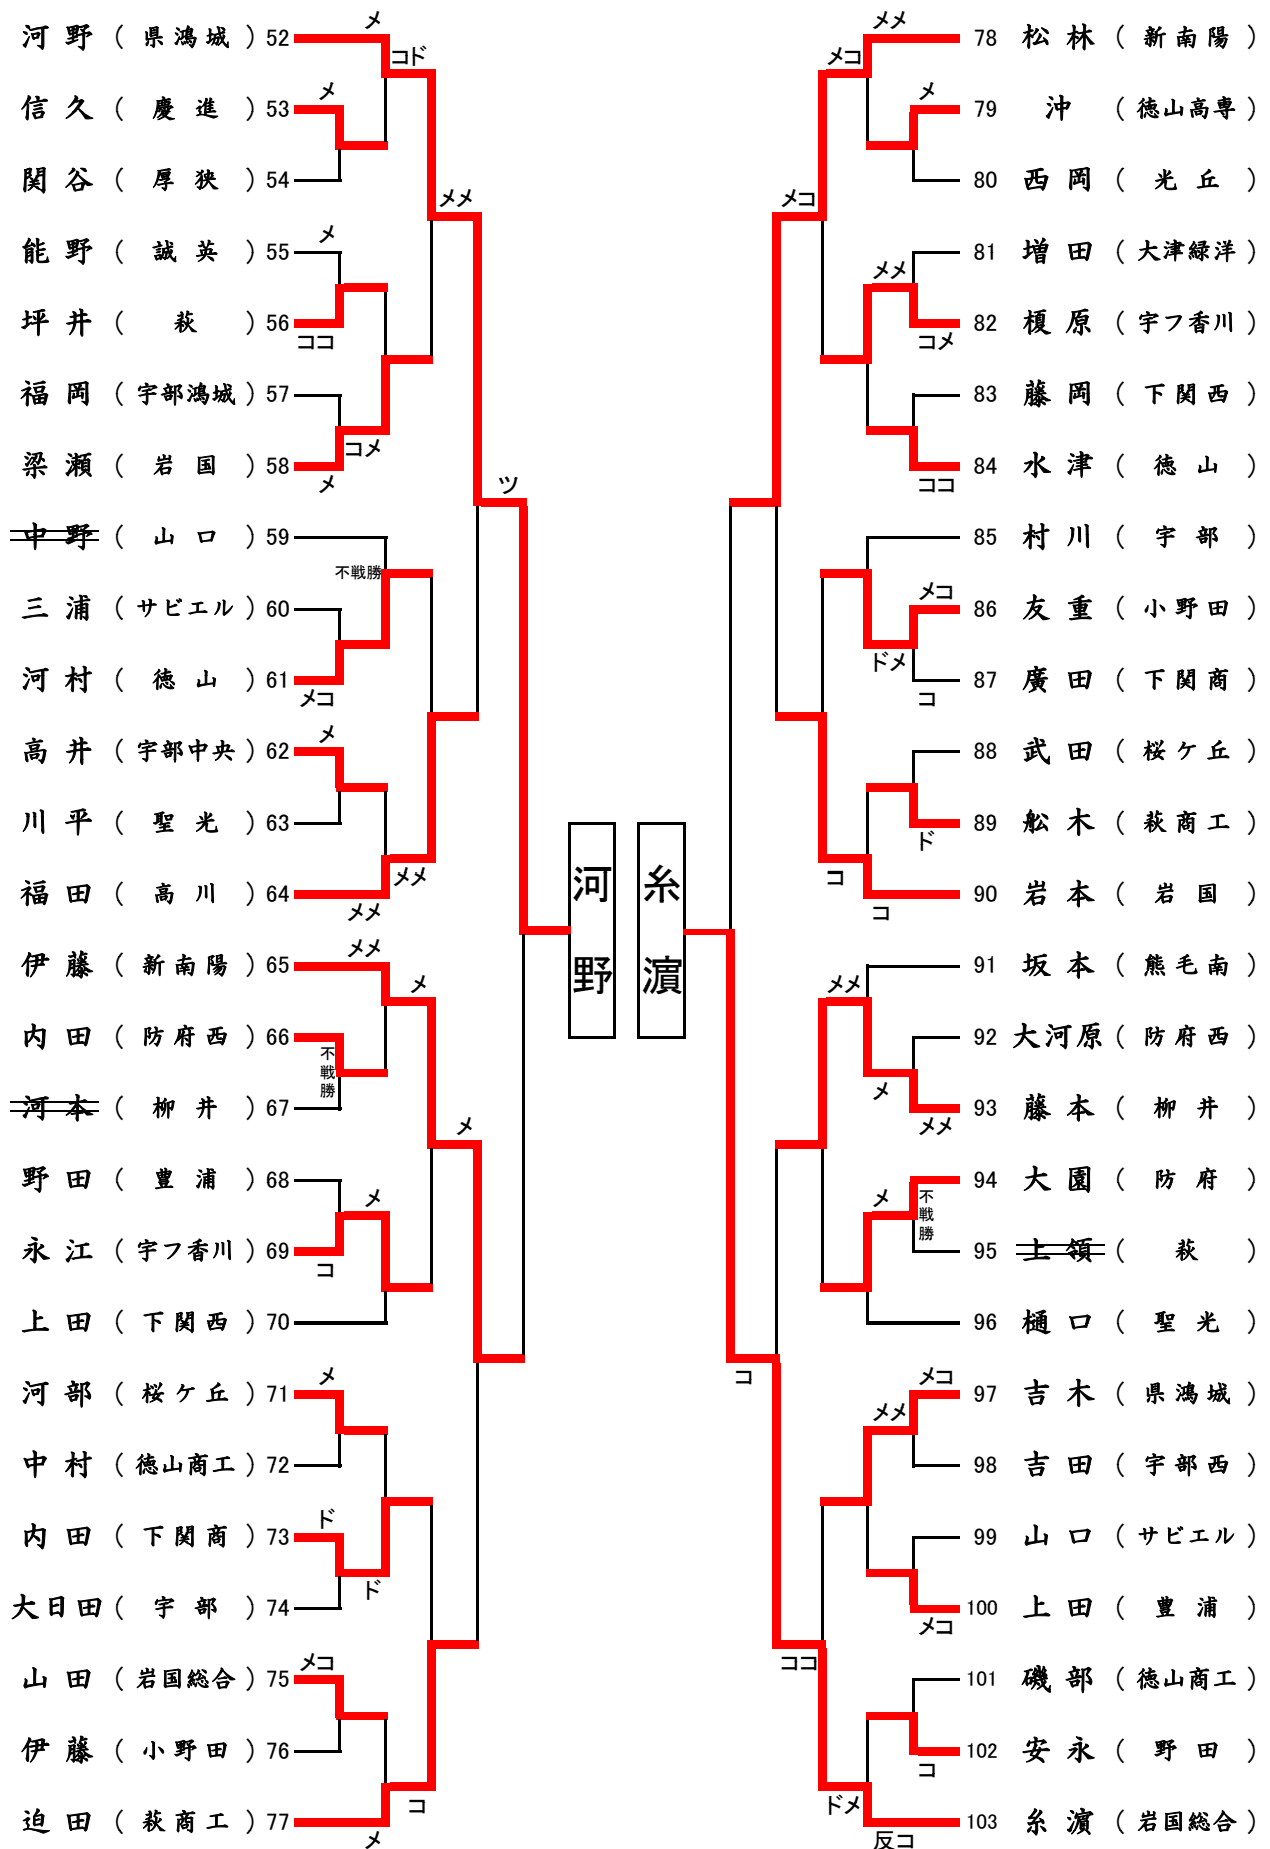 河野（県鴻城）52
信久（慶進）53
関谷（厚狭）54
能野（誠英）55
坪井（萩）56
福岡（宇部鴻城）57
梁瀬（岩国）58
中野（山口）59
三浦（サビエル）60
河村（徳山）61
高井（宇部中央）62
川平（聖光）63
福田（高川）64
伊藤（新南陽）65
内田（防府西）66
河本（柳井）67
野田（豊浦）68
永江（宇フ香川）69
上田（下関西）70
河部（桜ケ丘）71
中村（徳山商工）72
内田（下関商）73
大日田（宇部）74
山田（岩国総合）75
伊藤（小野田）76
迫田（萩商工）77
メ
コド
メ
メメ
メ
ココ
コメ
メ
ツ
不戦勝
メコ
メ
メメ
メメ
メメ
メ
不戦勝
メ
メ
コ
メ
ド
ド
メコ
コ
メ
河野
糸濵
78 松林（新南陽）
79 沖（徳山高専）
80 西岡（光丘）
81 増田（大津緑洋）
82 榎原（宇フ香川）
83 藤岡（下関西）
84 水津（徳山）
85 村川（宇部）
86 友重（小野田）
87 廣田（下関商）
88 武田（桜ケ丘）
89 舩木（萩商工）
90 岩本（岩国）
91 坂本（熊毛南）
92 大河原（防府西）
93 藤本（柳井）
94 大園（防府）
95 上領（萩）
96 樋口（聖光）
97 吉木（県鴻城）
98 吉田（宇部西）
99 山口（サビエル）
100 上田（豊浦）
101 磯部（徳山商工）
102 安永（野田）
103 糸濵（岩国総合）
メメ
メコ
メ
メコ
メメ
コメ
ココ
メコ
ドメ
コ
ド
コ
コ
メメ
メ
メメ
メ
不戦勝
コ
メコ
メメ
メコ
ココ
コ
ドメ
反コ